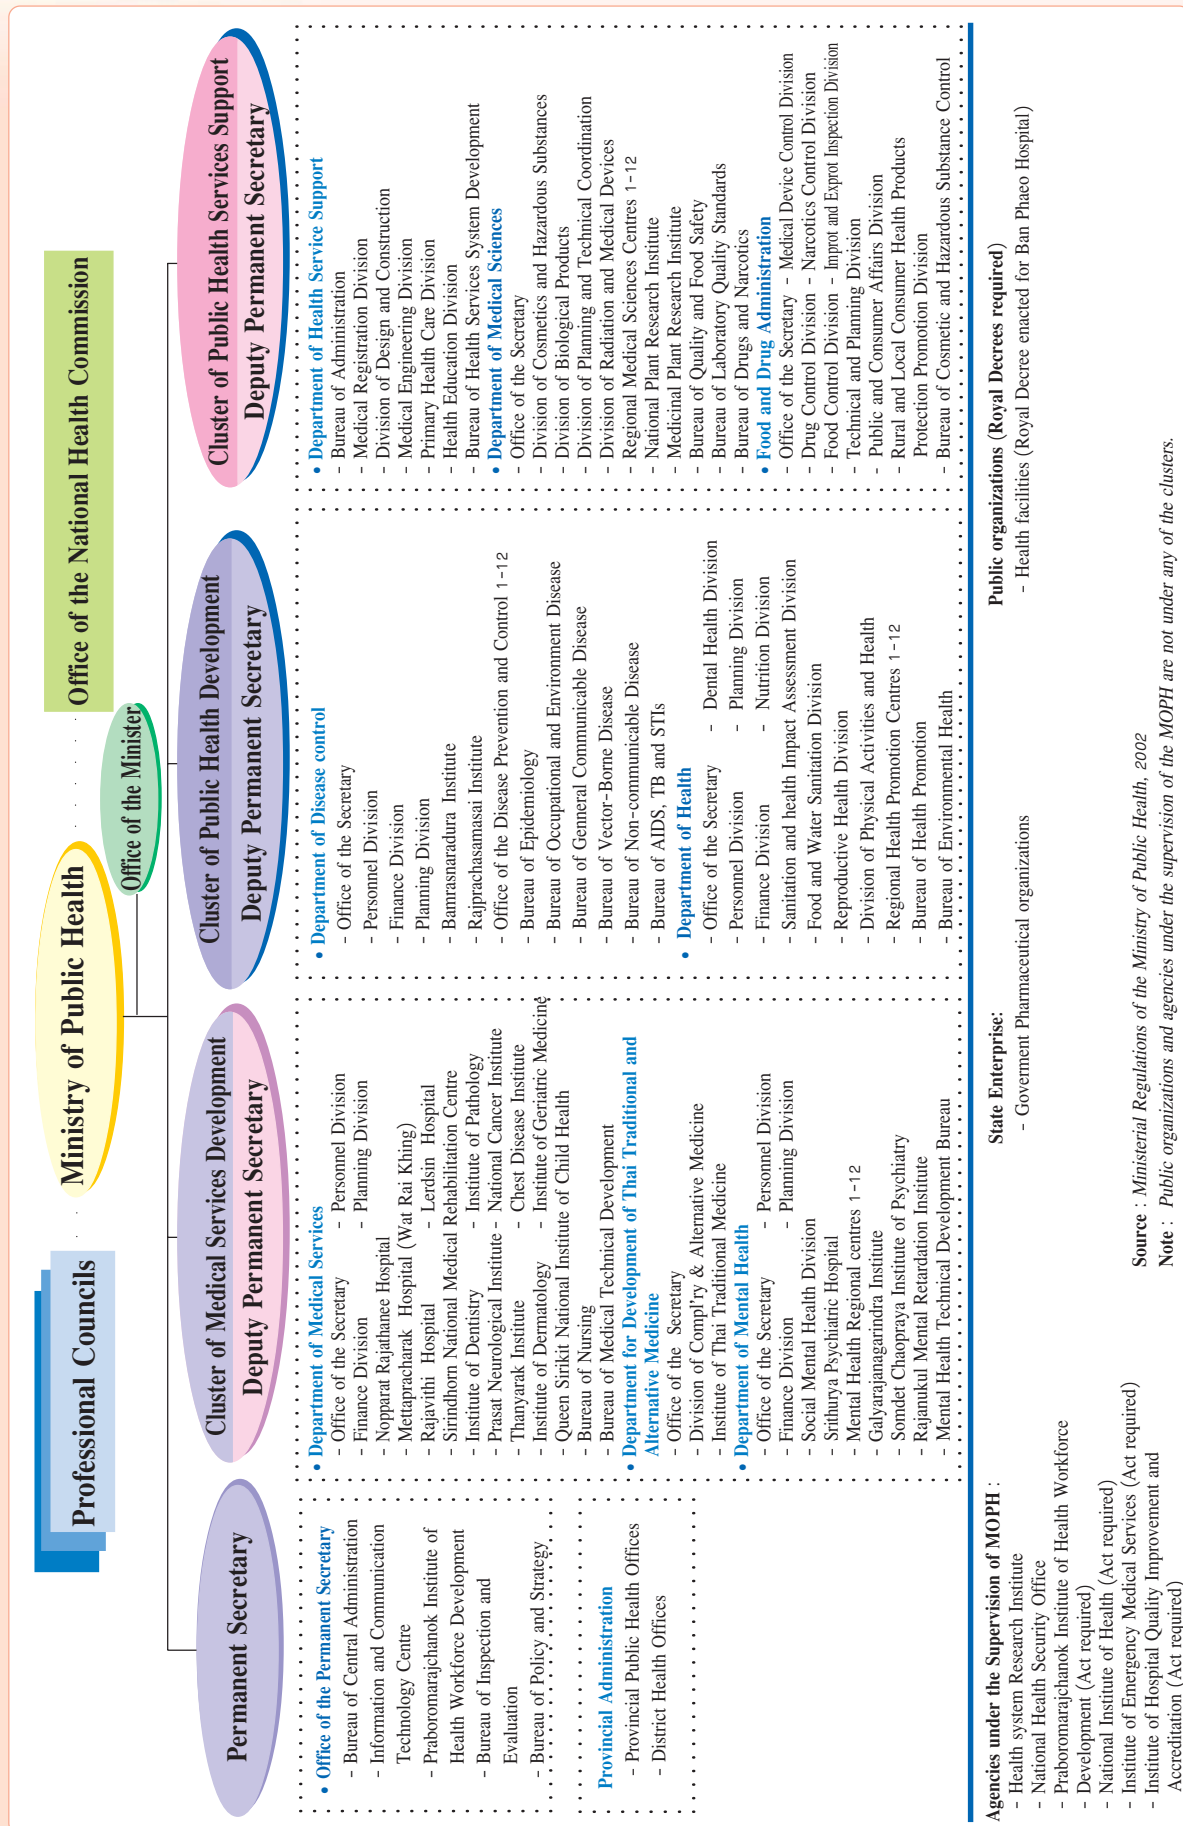 Professional Councils
Ministry of Public Health
Office of the National Health Commission
Office of the Minister
Permanent Secretary
Cluster of Medical Services Development
Deputy Permanent Secretary
Cluster of Public Health Development
Deputy Permanent Secretary
Cluster of Public Health Services Support
Deputy Permanent Secretary
• Office of the Permanent Secretary
- Bureau of Central Administration
- Information and Communication
Technology Centre
- Praboromarajchanok Institute of
Health Workforce Development
- Bureau of Inspection and
Evaluation
- Bureau of Policy and Strategy
Provincial Administration
- Provincial Public Health Offices
- District Health Offices
• Department of Medical Services
- Office of the Secretary - Personnel Division
- Finance Division - Planning Division
- Nopparat Rajathanee Hospital
- Mettapracharak Hospital (Wat Rai Khing)
- Rajavithi Hospital - Lerdsin Hospital
- Sirindhorn National Medical Rehabilitation Centre
- Institute of Dentistry - Institute of Pathology
- Prasat Neurological Institute - National Cancer Institute
Thanyarak Institute - Chest Disease Institute
- Institute of Dermatology - Institute of Geriatric Medicine
- Queen Sirikit National Institute of Child Health
- Bureau of Nursing
- Bureau of Medical Technical Development
• Department for Development of Thai Traditional and
Alternative Medicine
- Office of the Secretary
- Division of Compl'ry & Alternative Medicine
- Institute of Thai Traditional Medicine
• Department of Mental Health
- Office of the Secretary - Personnel Division
- Finance Division - Planning Division
- Social Mental Health Division
- Srithurya Psychiatric Hospital
- Mental Health Regional centres 1-12
- Galyarajanagarindra Institute
- Somdet Chaopraya Institute of Psychiatry
- Rajanukul Mental Retardation Institute
- Mental Health Technical Development Bureau
• Department of Disease control
- Office of the Secretary
- Personnel Division
- Finance Division
- Planning Division
- Bamrasnaradura Institute
- Rajprachasamasai Institute
- Office of the Disease Prevention and Control 1-12
- Bureau of Epidemiology
- Bureau of Occupational and Environment Disease
- Bureau of Genneral Communicable Disease
- Bureau of Vector-Borne Disease
- Bureau of Non-communicable Disease
- Bureau of AIDS, TB and STIs
• Department of Health
- Office of the Secretary - Dental Health Division
- Personnel Division - Planning Division
- Finance Division - Nutrition Division
- Sanitation and health Impact Assessment Division
- Food and Water Sanitation Division
- Reproductive Health Division
- Division of Physical Activities and Health
- Regional Health Promotion Centres 1-12
- Bureau of Health Promotion
- Bureau of Environmental Health
• Department of Health Service Support
- Bureau of Administration
- Medical Registration Division
- Division of Design and Construction
- Medical Engineering Division
- Primary Health Care Division
- Health Education Division
- Bureau of Health Services System Development
• Department of Medical Sciences
- Office of the Secretary
- Division of Cosmetics and Hazardous Substances
- Division of Biological Products
- Division of Planning and Technical Coordination
- Division of Radiation and Medical Devices
- Regional Medical Sciences Centres 1-12
- National Plant Research Institute
- Medicinal Plant Research Institute
- Bureau of Quality and Food Safety
- Bureau of Laboratory Quality Standards
- Bureau of Drugs and Narcotics
• Food and Drug Administration
- Office of the Secretary - Medical Device Control Division
- Drug Control Division - Narcotics Control Division
- Food Control Division - Improt and Exprot Inspection Division
- Technical and Planning Division
- Public and Consumer Affairs Division
- Rural and Local Consumer Health Products
Protection Promotion Division
- Bureau of Cosmetic and Hazardous Substance Control
Agencies under the Supervision of MOPH :
- Health system Research Institute
- National Health Security Office
- Praboromarajchanok Institute of Health Workforce
- Development (Act required)
- National Institute of Health (Act required)
- Institute of Emergency Medical Services (Act required)
- Institute of Hospital Quality Improvement and
Accreditation (Act required)
State Enterprise:
- Goverment Pharmaceutical organizations
Public organizations (Royal Decrees required)
- Health facilities (Royal Decree enacted for Ban Phaeo Hospital)
Source : Ministerial Regulations of the Ministry of Public Health, 2002
Note : Public organizations and agencies under the supervision of the MOPH are not under any of the clusters.